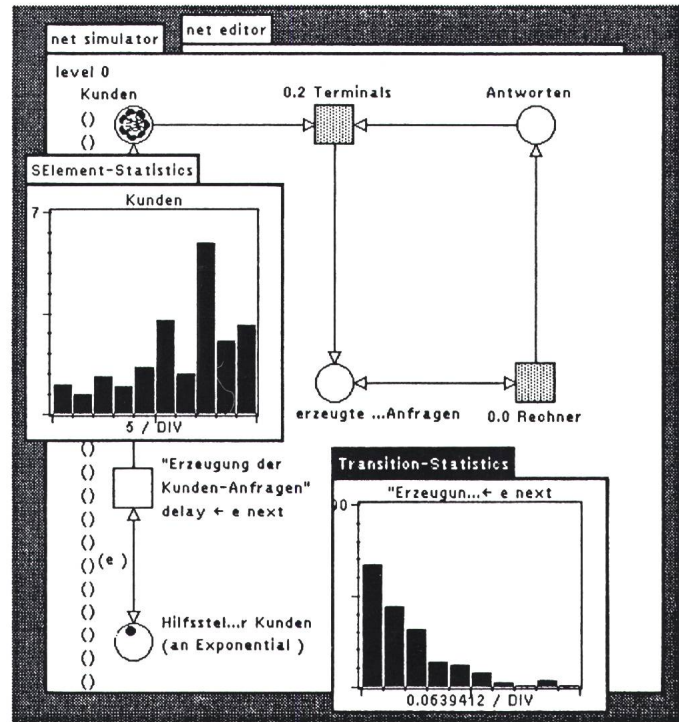 net simulator
net editor
level 0
Kunden
0.2 Terminals
Antworten
()
()
SElement-Statistics
Kunden
7
5 / DIV
erzeugte ...Anfragen
0.0 Rechner
()
()
()
()
()
()
(e )
()
()
()
()
()
()
"Erzeugung der
Kunden-Anfragen"
delay ← e next
Hilfsstel...r Kunden
(an Exponential )
Transition-Statistics
"Erzeugun...← e next
0.0639412 / DIV